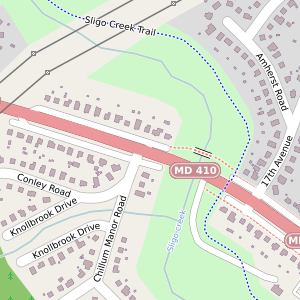 Sligo Creek Trail
Amherst Road
MD 410
17th Avenue
Conley Road
Knollbrook Drive
Knollbrook Drive
Chillum Manor Road
Sligo Creek